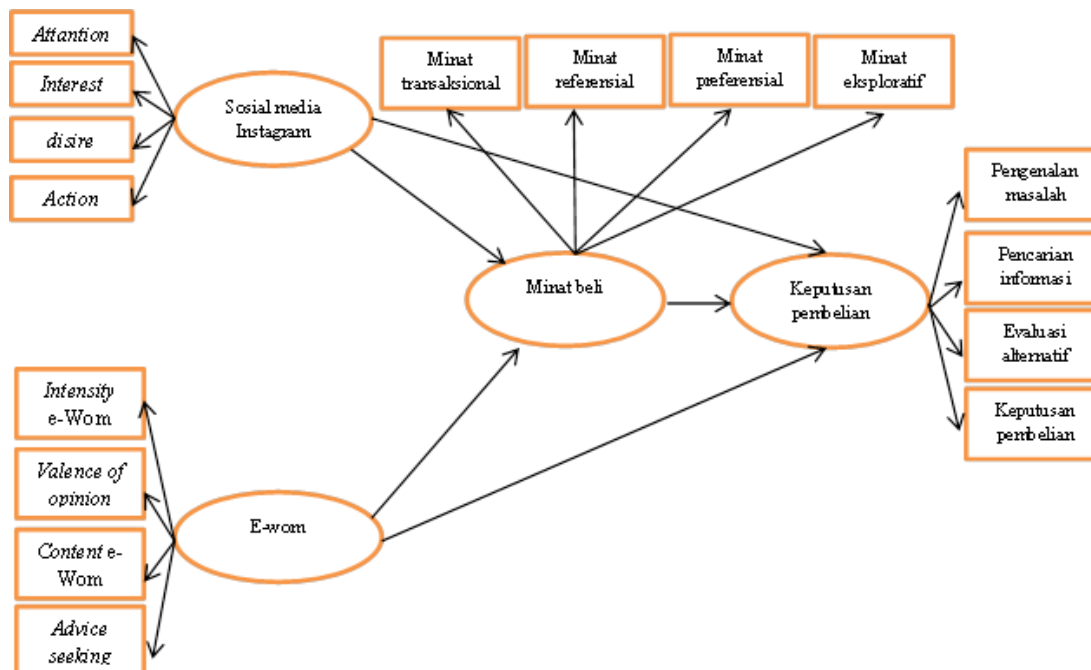 Attantion
Interest
disire
Action
Sosial media
Instagram
Minat
transaksional
Minat
referensial
Minat
preferensial
Minat
eksploratif
Minat beli
Keputusan
pembelian
Pengenalan
masalah
Pencarian
informasi
Evaluasi
alternatif
Keputusan
pembelian
Intensity
e-Wom
Valence of
opinion
Content e-
Wom
Advice
seeking
E-wom